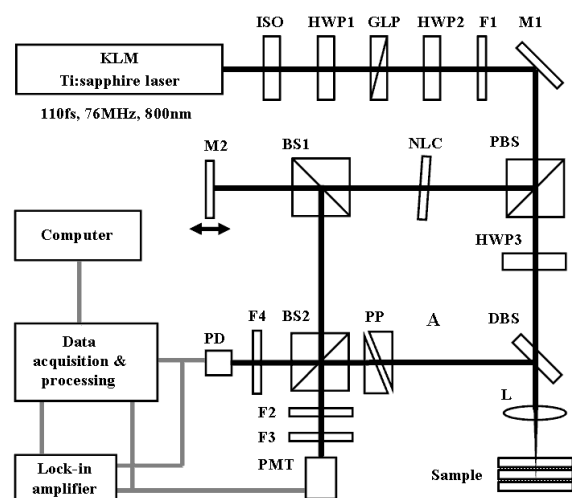 ISO HWP1 GLP HWP2 F1 M1
KLM
Ti:sapphire laser
110fs, 76MHz, 800nm
M2 BS1 NLC PBS
Computer
HWP3
F4 BS2 PP A DBS
PD
Data
acquisition &
processing
L
F2
F3
PMT
Lock-in
amplifier
Sample